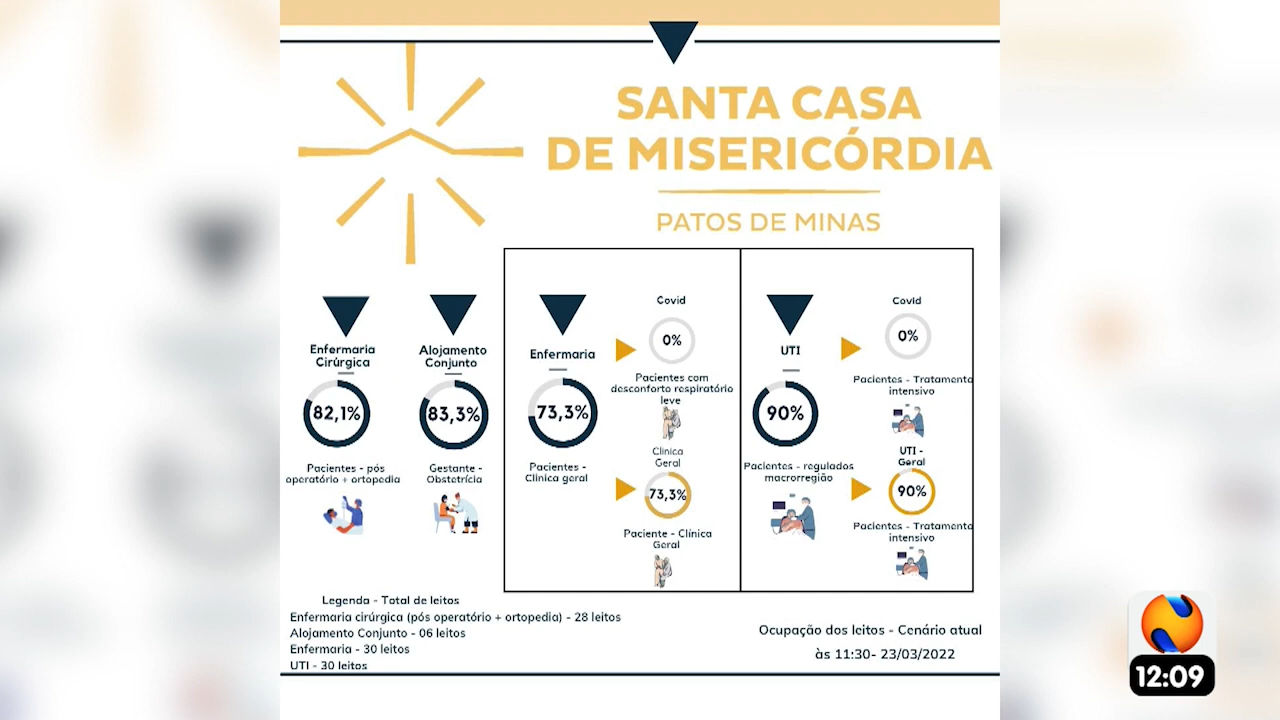 SANTA CASA
DE MISERICÓRDIA
PATOS DE MINAS
Enfermaria
Cirúrgica
82,1%
Pacientes - pós
operatório + ortopedia
Alojamento
Conjunto
83,3%
Gestante -
Obstetrícia
Enfermaria
73,3%
Pacientes -
Clinica geral
Covid
0%
Pacientes com
desconforto respiratório
leve
Clinica
Geral
73,3%
Paciente - Clínica
Geral
UTI
90%
Pacientes - regulados
macrorregião
Covid
0%
Pacientes - Tratamento
intensivo
UTI -
Geral
90%
Pacientes - Tratamento
intensivo
Legenda - Total de leitos
Enfermaria cirúrgica (pós operatório + ortopedia) - 28 leitos
Alojamento Conjunto - 06 leitos
Enfermaria - 30 leitos
UTI - 30 leitos
Ocupação dos leitos - Cenário atual
às 11:30- 23/03/2022
12:09